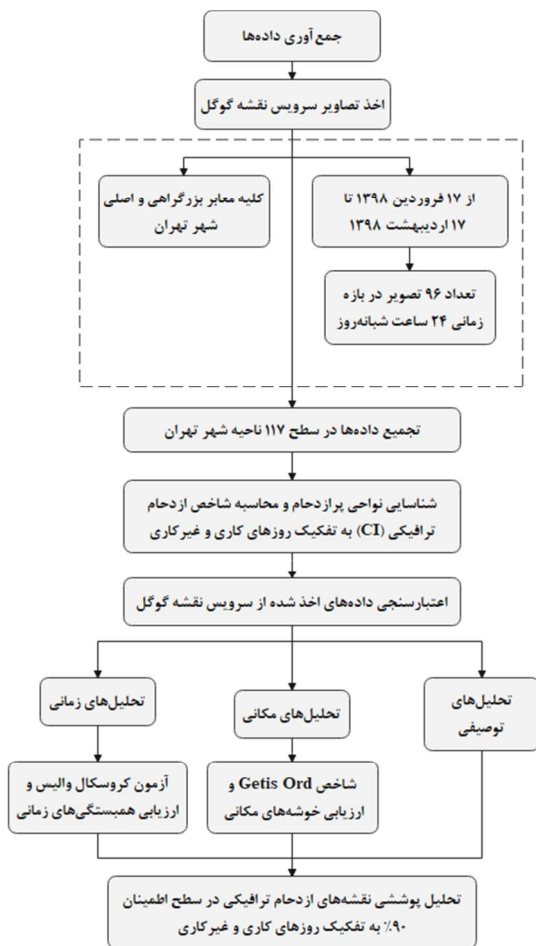 جمع‌آوری داده‌ها
اخذ تصاویر سرویس نقشه گوگل
از ۱۷ فروردین ۱۳۹۸ تا
۱۷ اردیبهشت ۱۳۹۸
کلیه معابر بزرگراهی و اصلی
شهر تهران
تعداد ۹۶ تصویر در بازه
زمانی ۲۴ ساعت شبانه‌روز
تجمیع داده‌ها در سطح ۱۱۷ ناحیه شهر تهران
شناسایی نواحی پرازدحام و محاسبه شاخص ازدحام
ترافیکی (CI) به تفکیک روزهای کاری و غیرکاری
اعتبارسنجی داده‌های اخذ شده از سرویس نقشه گوگل
تحلیل‌های
توصیفی
تحلیل‌های مکانی
تحلیل‌های زمانی
شاخص Getis Ord و
ارزیابی خوشه‌های مکانی
آزمون کروسکال والیس و
ارزیابی همبستگی‌های زمانی
تحلیل پوششی نقشه‌های ازدحام ترافیکی در سطح اطمینان
۹۰% به تفکیک روزهای کاری و غیرکاری